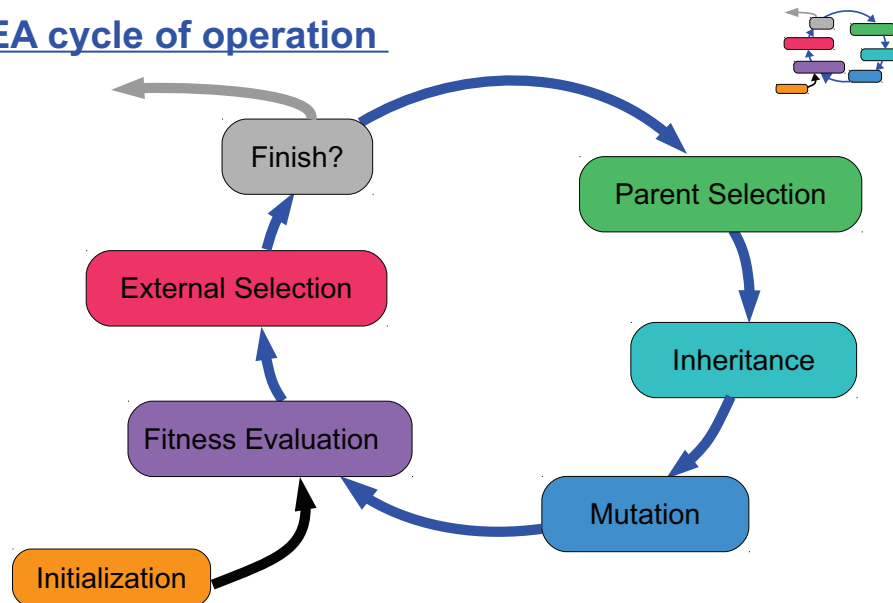 EA cycle of operation
Finish?
Parent Selection
External Selection
Inheritance
Fitness Evaluation
Mutation
Initialization